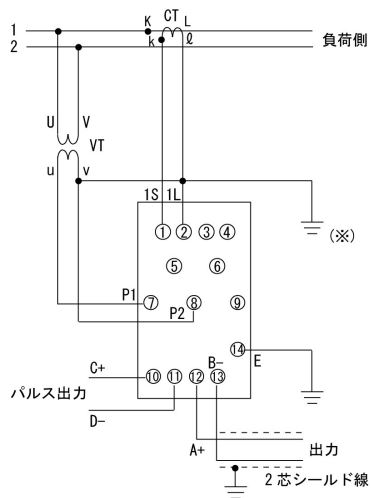 CT
K L
1
2
k ℓ
負荷側
U V
VT
u v
1S 1L
① ② ③ ④
(※)
⑤ ⑥
P1 ⑦ ⑧ ⑨
P2
⑭ E
B-
C+ ⑩ ⑪ ⑫ ⑬
パルス出力
D-
A+
出力
2芯シールド線